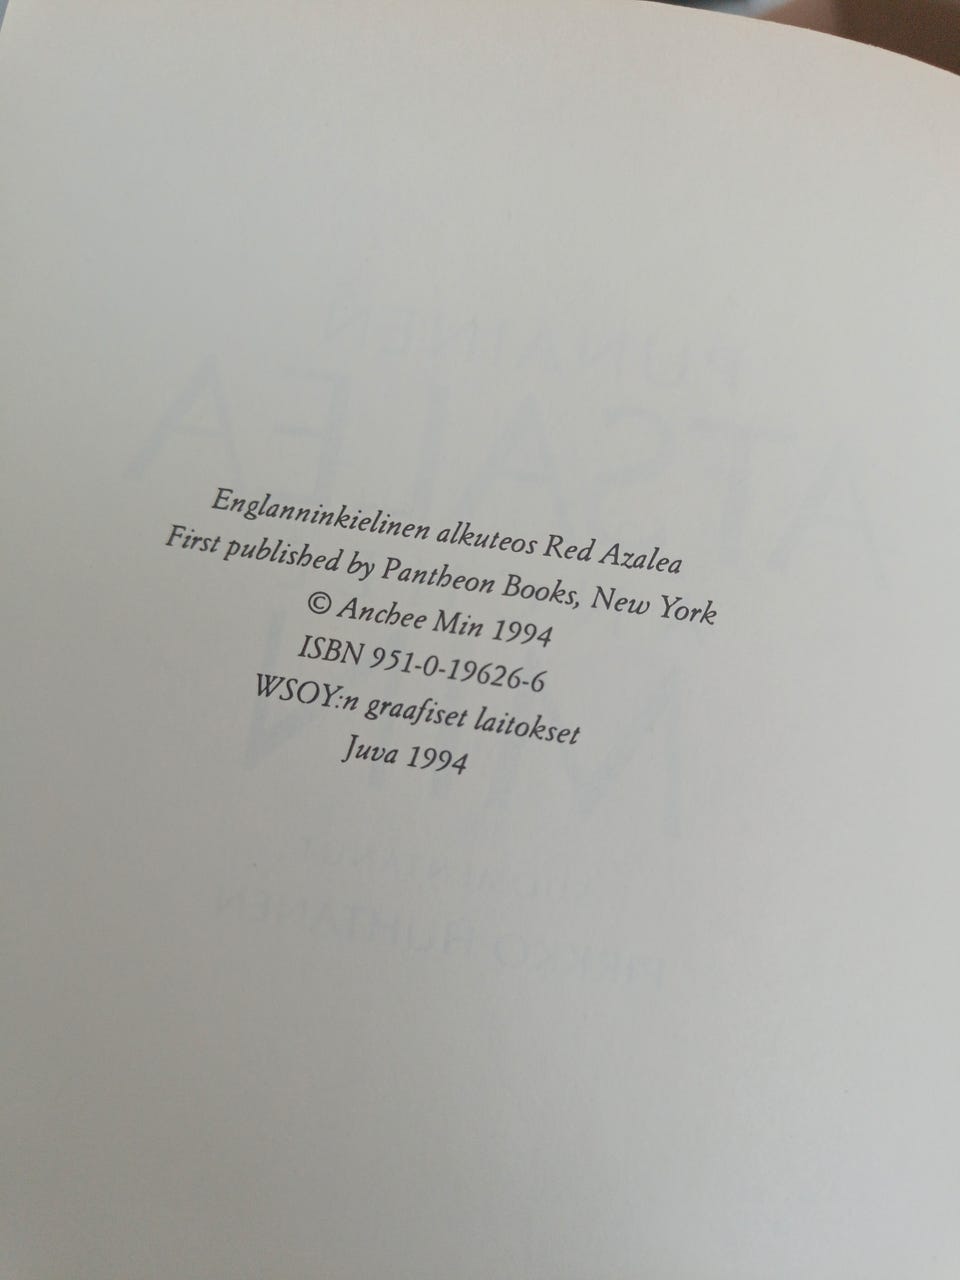 Englanninkielinen alkuteos Red Azalea
First published by Pantheon Books, New York
© Anchee Min 1994
ISBN 951-0-19626-6
WSOY:n graafiset laitokset
Juva 1994